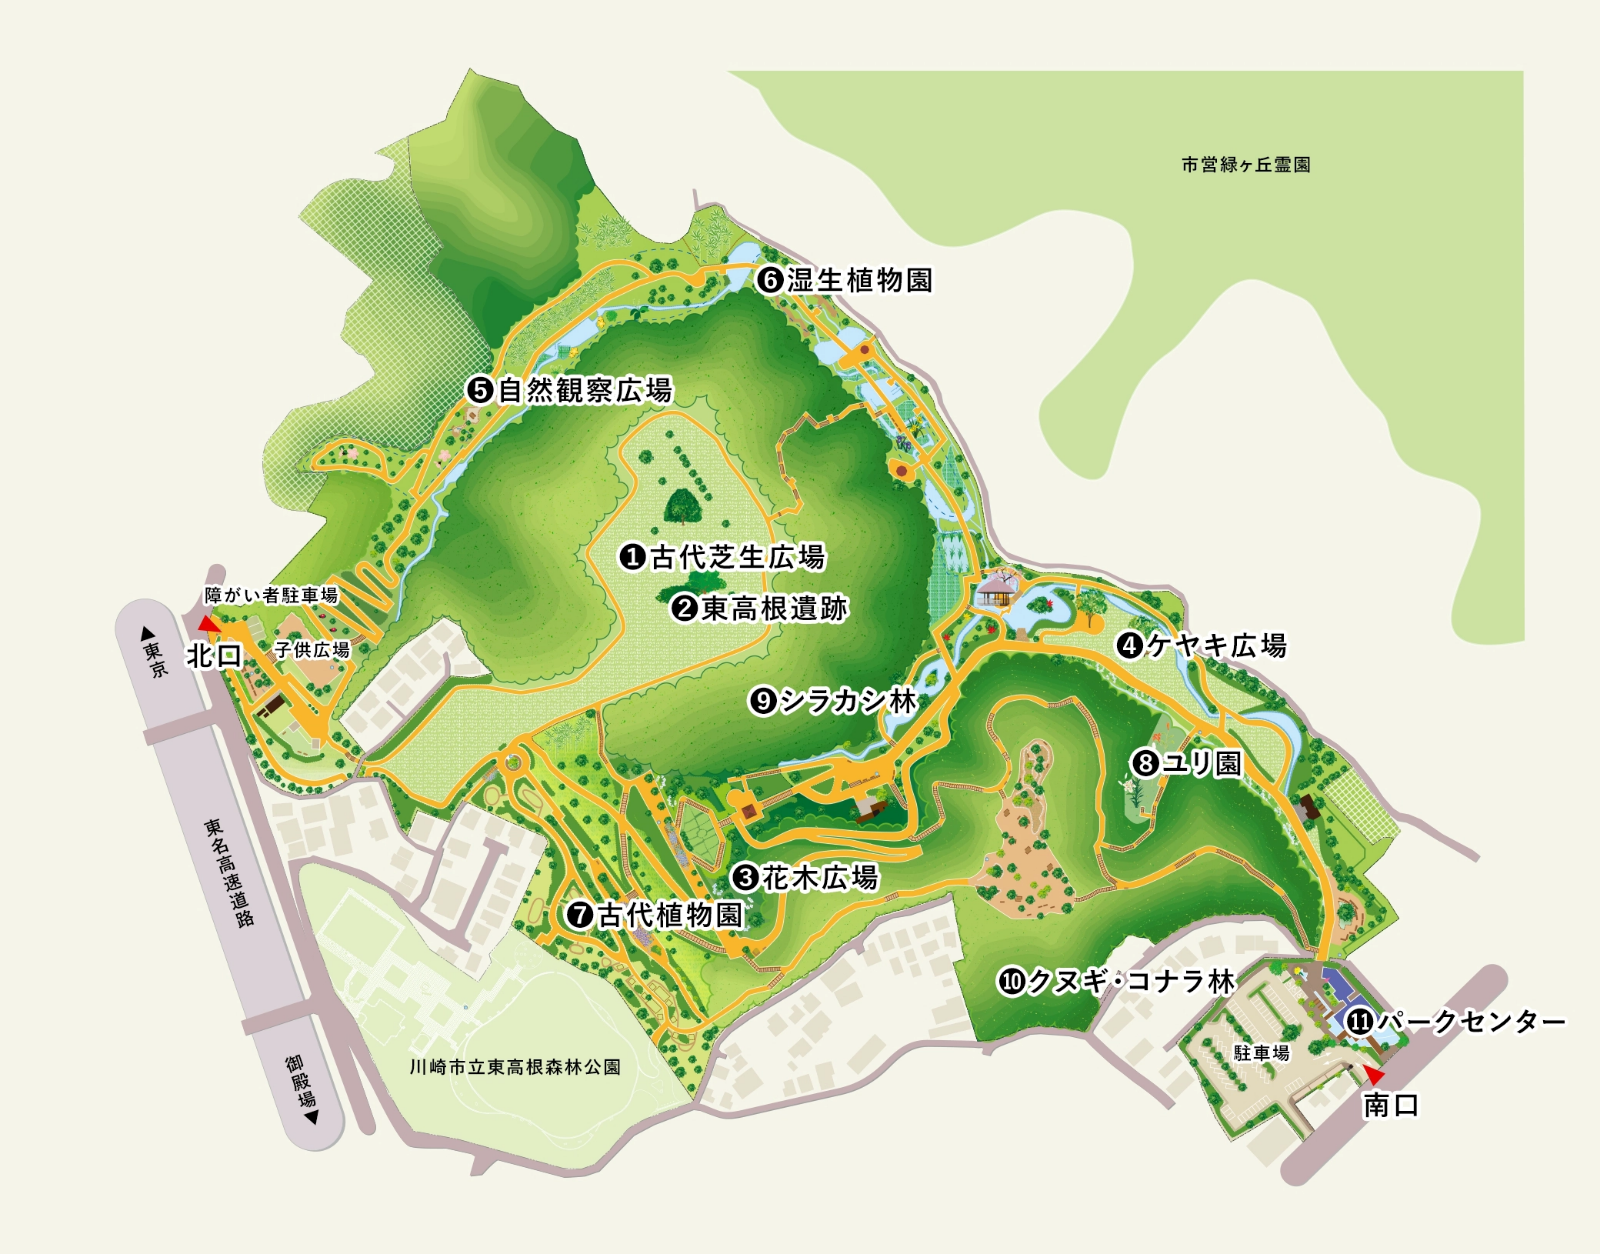 市営緑ヶ丘霊園
❻湿生植物園
❺自然観察広場
❶古代芝生広場
❷東高根遺跡
障がい者駐車場
北口
子供広場
▲東京
❹ケヤキ広場
❾シラカシ林
❽ユリ園
東名高速道路
❸花木広場
❼古代植物園
❿クヌギ・コナラ林
⓫パークセンター
駐車場
川崎市立東高根森林公園
御殿場▼
南口